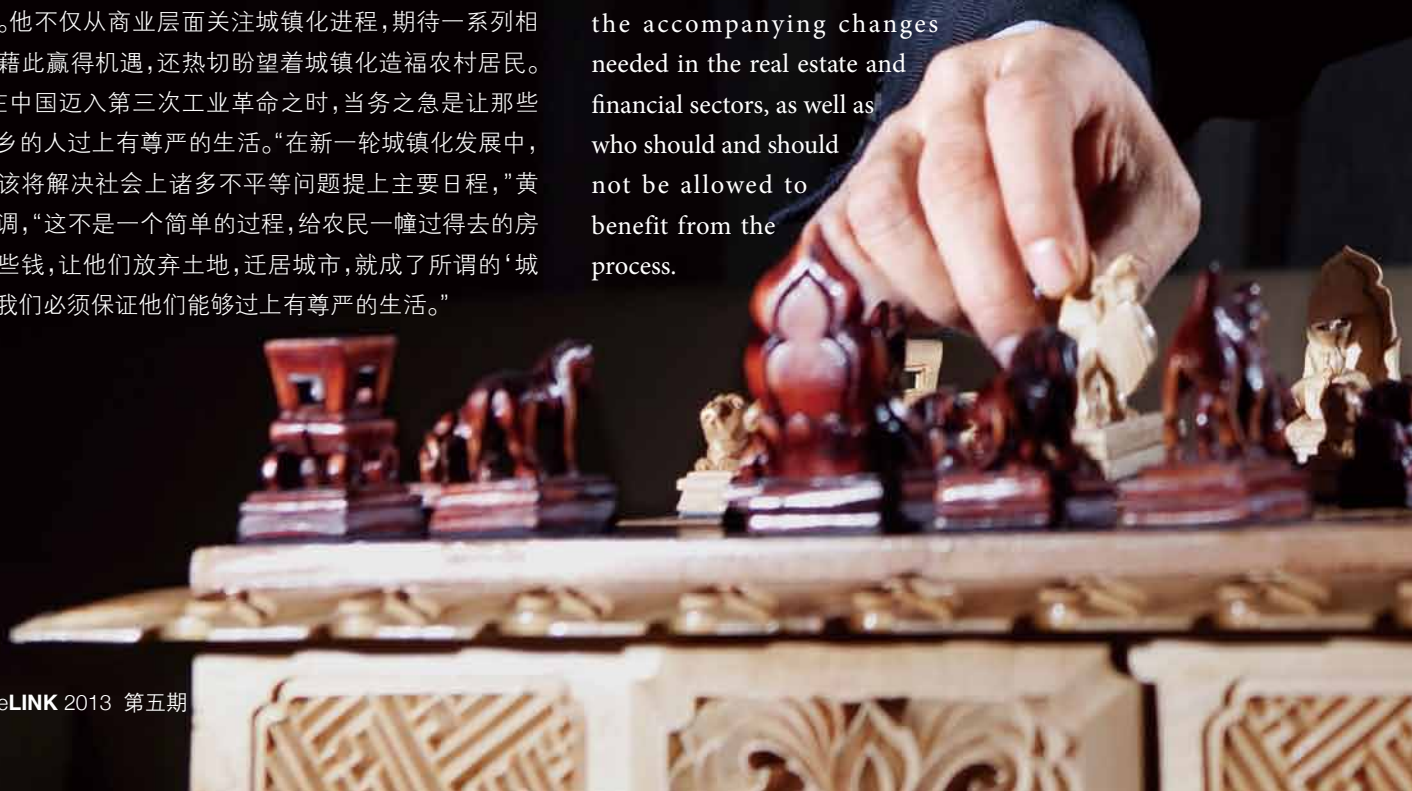 。他不仅从商业层面关注城镇化进程,期待一系列相
藉此赢得机遇,还热切盼望着城镇化造福农村居民。
在中国迈入第三次工业革命之时,当务之急是让那些
乡的人过上有尊严的生活。“在新一轮城镇化发展中,
该将解决社会上诸多不平等问题提上主要日程,”黄
调,“这不是一个简单的过程,给农民一幢过得去的房
些钱,让他们放弃土地,迁居城市,就成了所谓的‘城
我们必须保证他们能够过上有尊严的生活。”
the accompanying changes
needed in the real estate and
financial sectors, as well as
who should and should
not be allowed to
benefit from the
process.
eLINK 2013 第五期